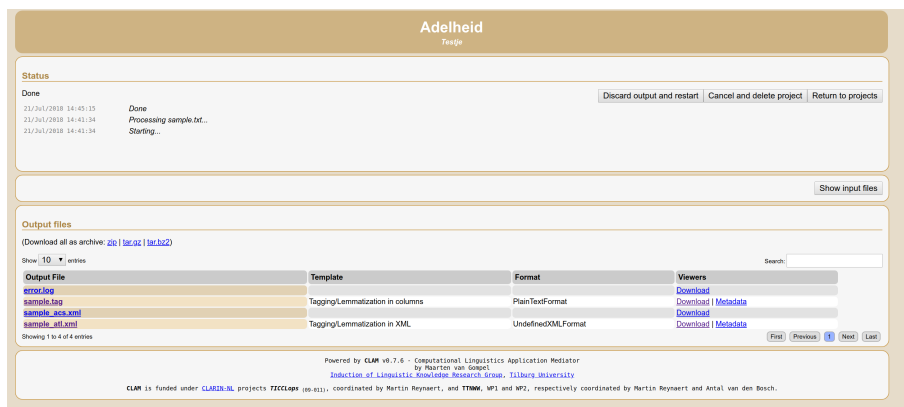 Adelheid
Testje
Status
Done
Discard output and restart Cancel and delete project Return to projects
21/Jul/2018 14:45:15 Done
21/Jul/2018 14:41:34 Processing sample.txt...
21/Jul/2018 14:41:34 Starting...
Show input files
Output files
(Download all as archive: zip | tar.gz | tar.bz2)
Show 10 entries Search:
Output File Template Format Viewers
error.log Download
sample.tag Tagging/Lemmatization in columns PlainTextFormat Download | Metadata
sample_acs.xml Download
sample_atl.xml Tagging/Lemmatization in XML UndefinedXMLFormat Download | Metadata
Showing 1 to 4 of 4 entries First Previous 1 Next Last
Powered by CLAM v0.7.6 - Computational Linguistics Application Mediator
by Maarten van Gompel
Induction of Linguistic Knowledge Research Group, Tilburg University
CLAM is funded under CLARIN-NL projects TICCLops (09-011), coordinated by Martin Reynaert, and TTNWW, WP1 and WP2, respectively coordinated by Martin Reynaert and Antal van den Bosch.